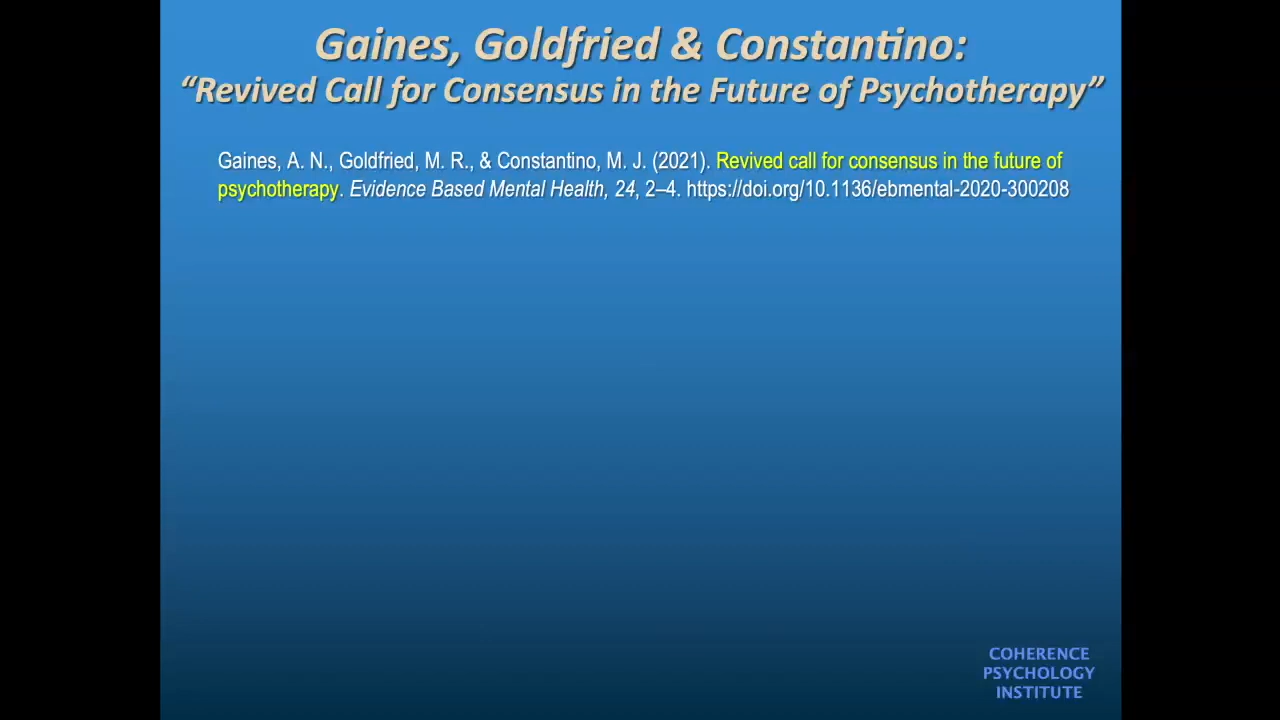 Gaines, Goldfried & Constantino:
“Revived Call for Consensus in the Future of Psychotherapy”
Gaines, A. N., Goldfried, M. R., & Constantino, M. J. (2021). Revived call for consensus in the future of
psychotherapy. Evidence Based Mental Health, 24, 2–4. https://doi.org/10.1136/ebmental-2020-300208
COHERENCE
PSYCHOLOGY
INSTITUTE